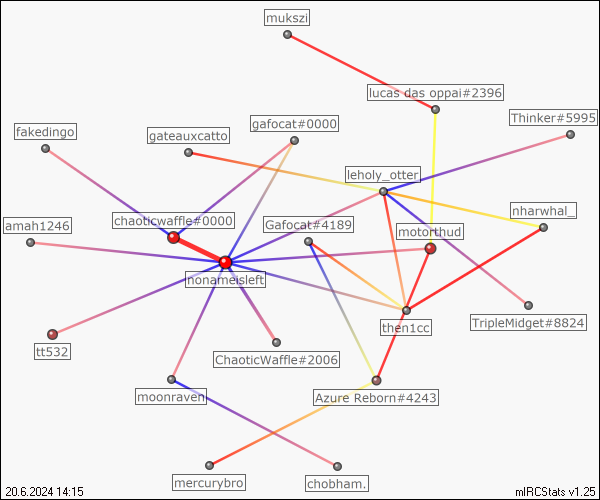 mukszi
lucas das oppai#2396
Thinker#5995
gafocat#0000
fakedingo
gateauxcatto
leholy_otter
nharwhal_
chaoticwaffle#0000
amah1246
Gafocat#4189
motorthud
nonameisleft
then1cc
TripleMidget#8824
tt532
ChaoticWaffle#2006
moonraven
Azure Reborn#4243
mercurybro
chobham.
20.6.2024 14:15
mIRCStats v1.25